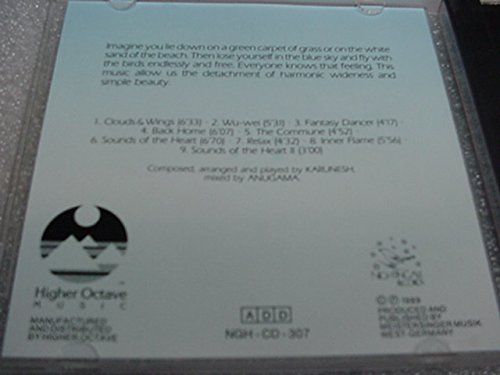 Imagine you lie down on a green carpet of grass or on the white
sand of the beach. Then lose yourself in the blue sky and fly with
the birds endlessly and free. Everyone knows that feeling. This
music allow us the detachment of harmonic wideness and
simple beauty.
1. Clouds & Wings (6'33) · 2. Wu-wei (5'31) · 3. Fantasy Dancer (4'17)
4. Back Home (6'07) · 5. The Commune (4'52)
6. Sounds of the Heart (6'70) · 7. Relax (4'32) · 8. Inner Flame (5'56)
9. Sounds of the Heart II (3'00)
Composed, arranged and played by KARUNESH,
mixed by ANUGAMA.
Higher Octave
MUSIC
MANUFACTURED
AND DISTRIBUTED
BY HIGHER OCTAVE
ADD
NGH - CD - 307
NIGHTINGALE
RECORDS
© ℗ 1989
PRODUCED AND
PUBLISHED BY
MEISTERSINGER MUSIK
WEST-GERMANY